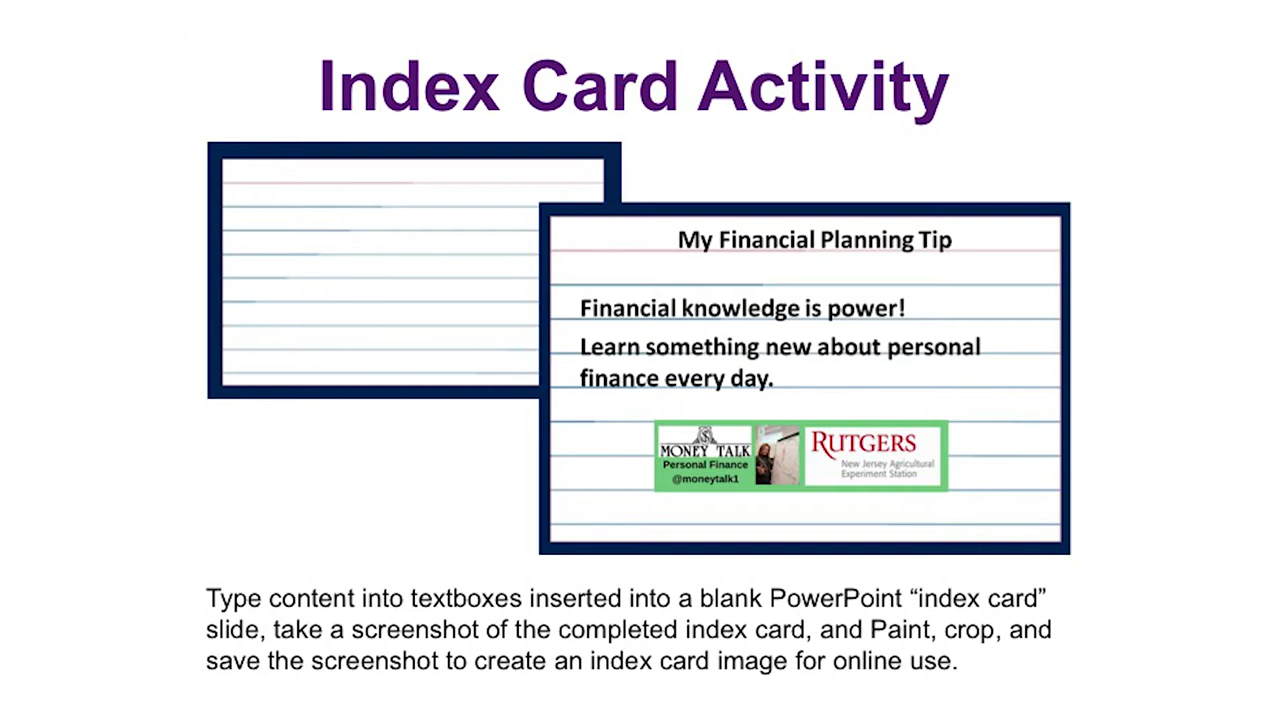 Index Card Activity
My Financial Planning Tip
Financial knowledge is power!
Learn something new about personal
finance every day.
MONEY TALK
Personal Finance
@moneytalk1
RUTGERS
New Jersey Agricultural
Experiment Station
Type content into textboxes inserted into a blank PowerPoint “index card”
slide, take a screenshot of the completed index card, and Paint, crop, and
save the screenshot to create an index card image for online use.